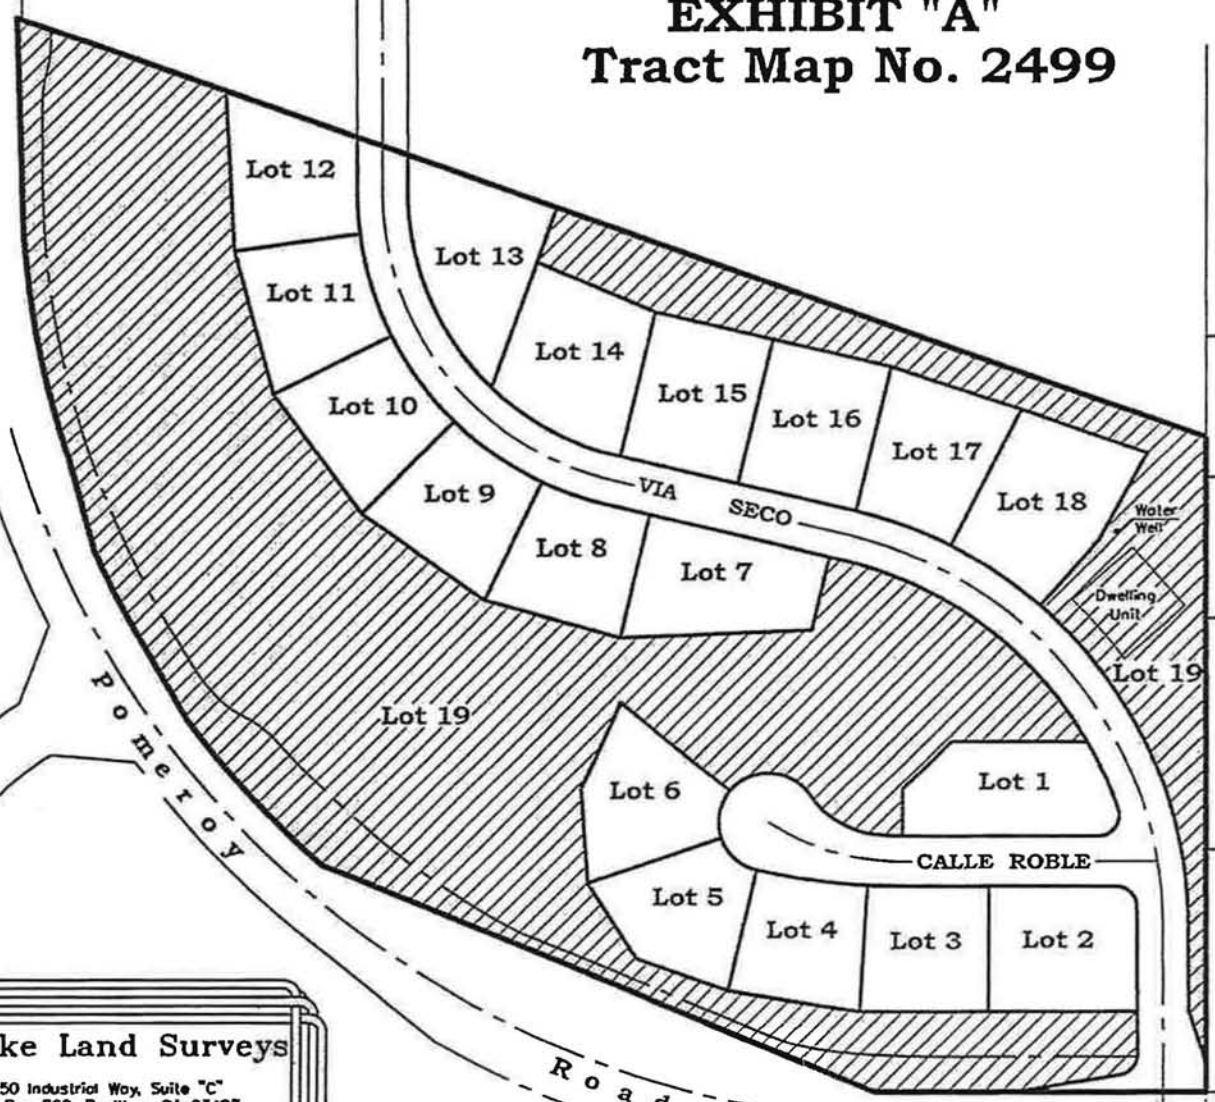 EXHIBIT "A"
Tract Map No. 2499
Lot 12
Lot 13
Lot 11
Lot 14
Lot 15
Lot 10
Lot 16
Lot 17
Lot 9
VIA SECO
Lot 18
Water
Well
Lot 8
Lot 7
Dwelling
Unit
Lot 19
Lot 19
Pomeroy
Lot 6
Lot 1
CALLE ROBLE
Lot 5
Lot 4
Lot 3
Lot 2
ke Land Surveys
50 Industrial Way, Suite "C"
Road